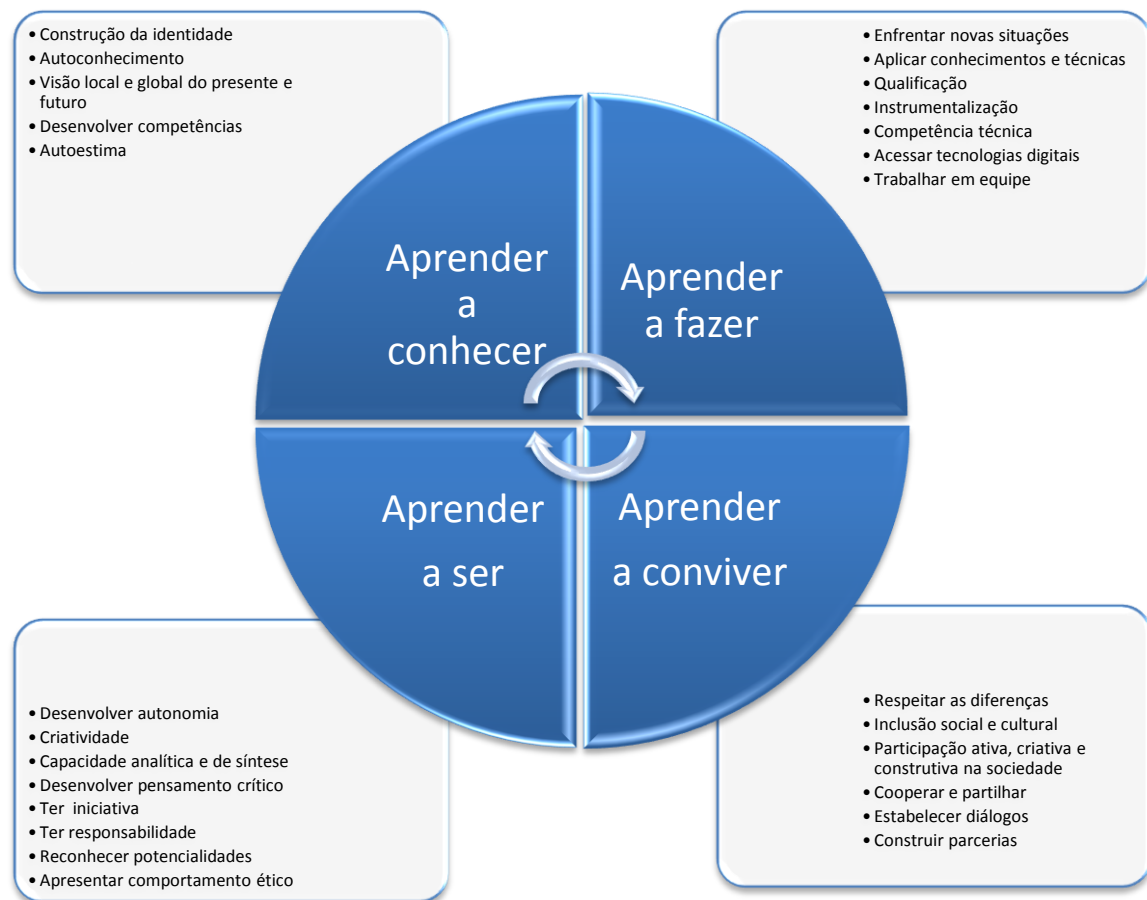 • Construção da identidade
• Autoconhecimento
• Visão local e global do presente e
futuro
• Desenvolver competências
• Autoestima
• Enfrentar novas situações
• Aplicar conhecimentos e técnicas
• Qualificação
• Instrumentalização
• Competência técnica
• Acessar tecnologias digitais
• Trabalhar em equipe
Aprender
a
conhecer
Aprender
a fazer
Aprender
a ser
Aprender
a conviver
• Desenvolver autonomia
• Criatividade
• Capacidade analítica e de síntese
• Desenvolver pensamento crítico
• Ter iniciativa
• Ter responsabilidade
• Reconhecer potencialidades
• Apresentar comportamento ético
• Respeitar as diferenças
• Inclusão social e cultural
• Participação ativa, criativa e
construtiva na sociedade
• Cooperar e partilhar
• Estabelecer diálogos
• Construir parcerias